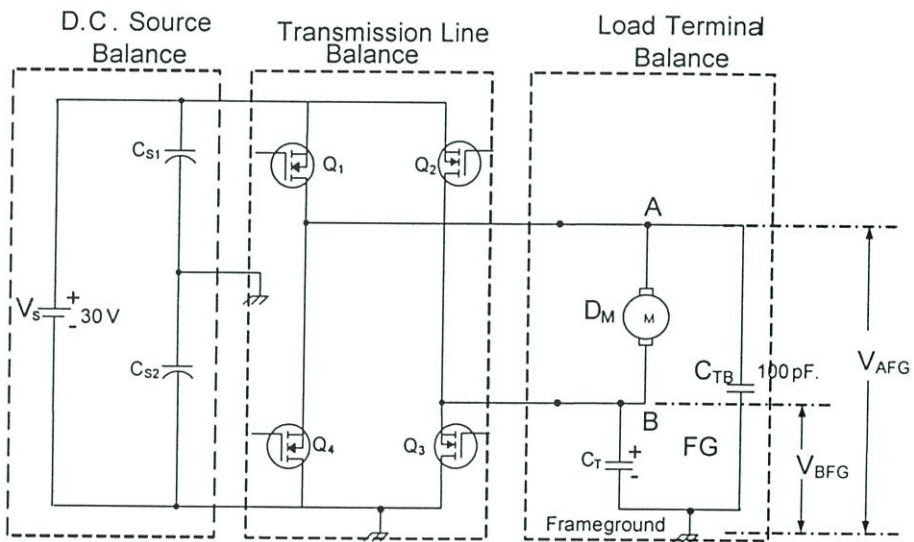 D.C. Source
Balance
Transmission Line
Balance
Load Terminal
Balance
CS1
Q1
Q2
A
VS
+
-
30 V
DM
M
CS2
CTB
100 pF.
VAFG
B
Q4
Q3
CT
+
-
FG
VBFG
Frameground